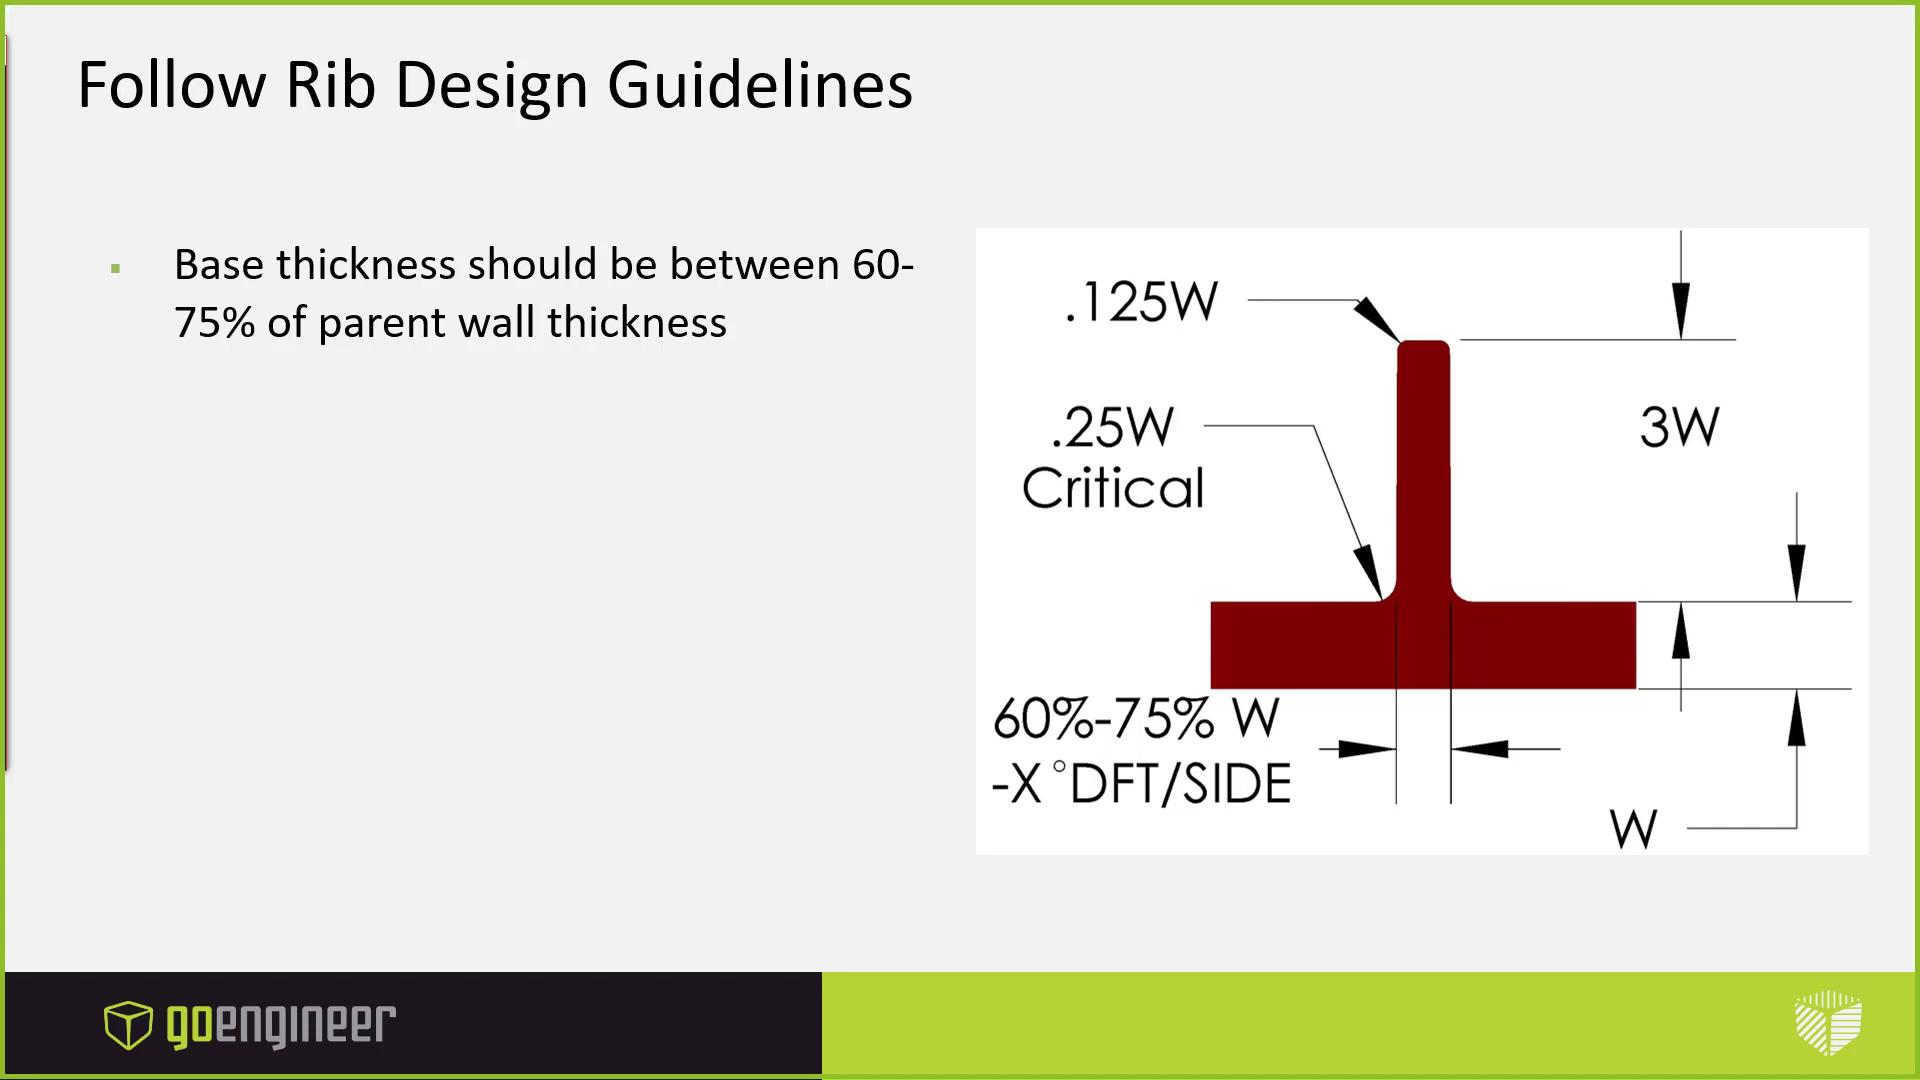 Follow Rib Design Guidelines
▪ Base thickness should be between 60-
75% of parent wall thickness
.125W
.25W
Critical
3W
60%-75% W
-X °DFT/SIDE
W
goengineer